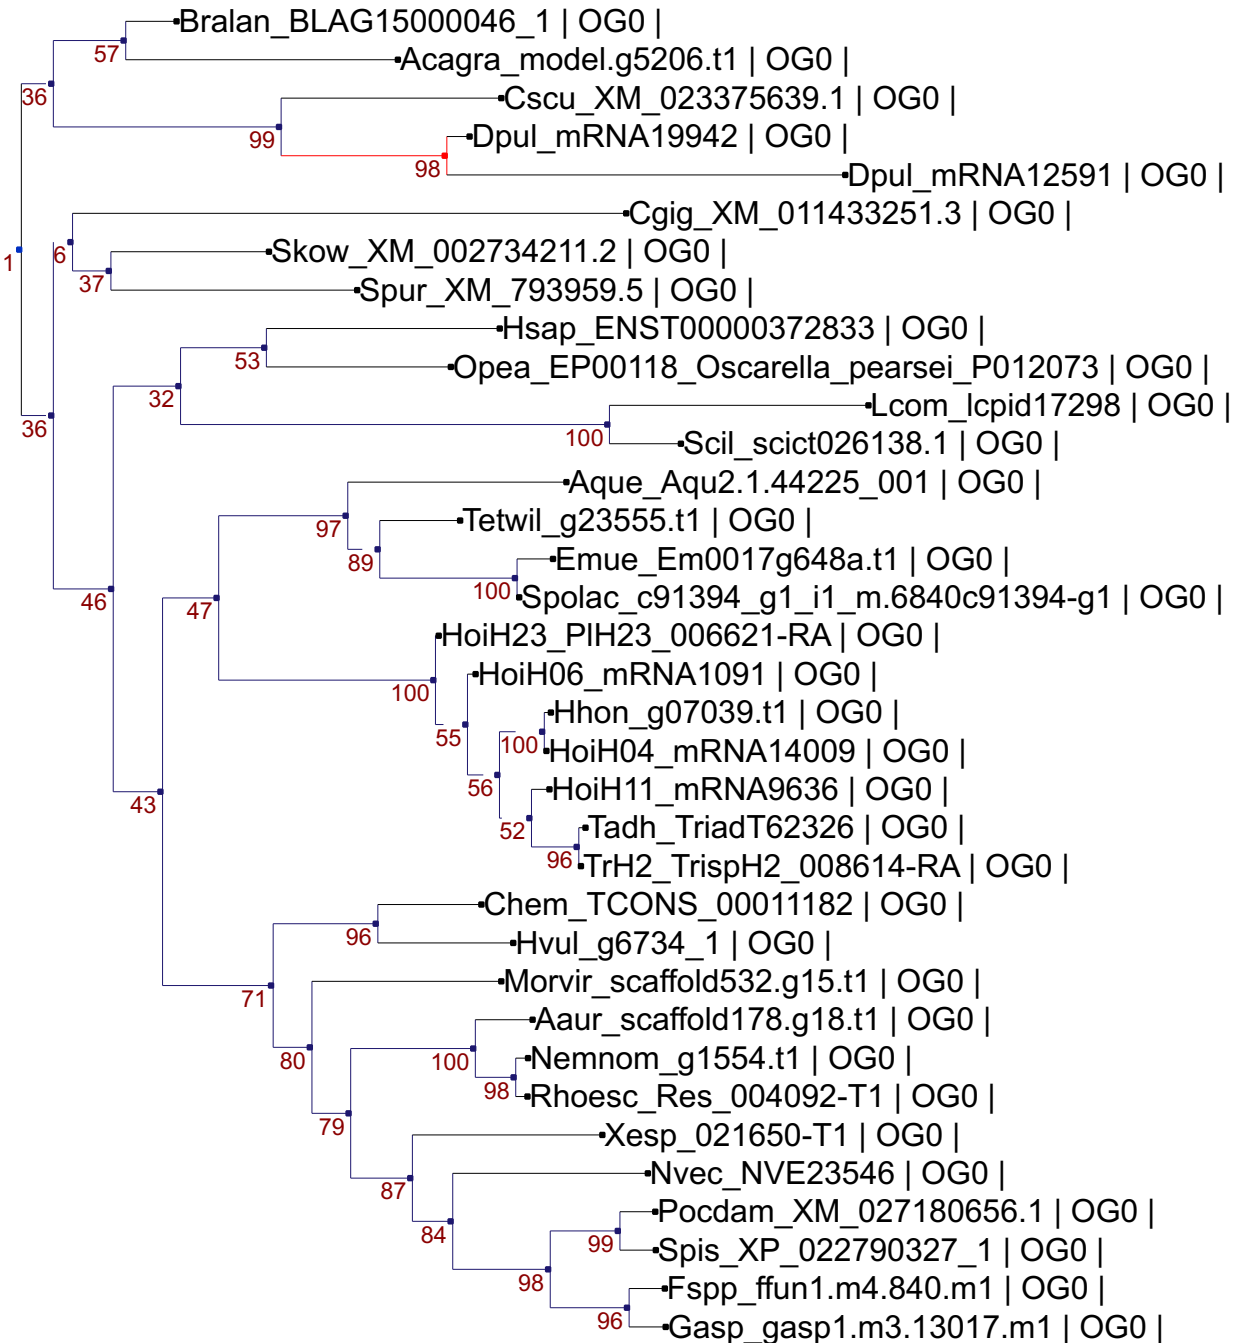 Bralan_BLAG15000046_1 | OG0 |
57
Acagra_model.g5206.t1 | OG0 |
36
Cscu_XM_023375639.1 | OG0 |
99
Dpul_mRNA19942 | OG0 |
98
Dpul_mRNA12591 | OG0 |
Cgig_XM_011433251.3 | OG0 |
1
6
Skow_XM_002734211.2 | OG0 |
37
Spur_XM_793959.5 | OG0 |
Hsap_ENST00000372833 | OG0 |
53
Opea_EP00118_Oscarella_pearsei_P012073 | OG0 |
32
Lcom_lcpid17298 | OG0 |
36
100
Scil_scict026138.1 | OG0 |
Aque_Aqu2.1.44225_001 | OG0 |
97
Tetwil_g23555.t1 | OG0 |
89
Emue_Em0017g648a.t1 | OG0 |
100
Spolac_c91394_g1_i1_m.6840c91394-g1 | OG0 |
46
47
HoiH23_PlH23_006621-RA | OG0 |
HoiH06_mRNA1091 | OG0 |
100
Hhon_g07039.t1 | OG0 |
55
100
HoiH04_mRNA14009 | OG0 |
56
HoiH11_mRNA9636 | OG0 |
43
52
Tadh_TriadT62326 | OG0 |
96
TrH2_TrispH2_008614-RA | OG0 |
Chem_TCONS_00011182 | OG0 |
96
Hvul_g6734_1 | OG0 |
Morvir_scaffold532.g15.t1 | OG0 |
71
Aaur_scaffold178.g18.t1 | OG0 |
80
100
Nemnom_g1554.t1 | OG0 |
98
Rhoesc_Res_004092-T1 | OG0 |
79
Xesp_021650-T1 | OG0 |
Nvec_NVE23546 | OG0 |
87
Pocdam_XM_027180656.1 | OG0 |
84
99
Spis_XP_022790327_1 | OG0 |
98
Fspp_ffun1.m4.840.m1 | OG0 |
96
Gasp_gasp1.m3.13017.m1 | OG0 |